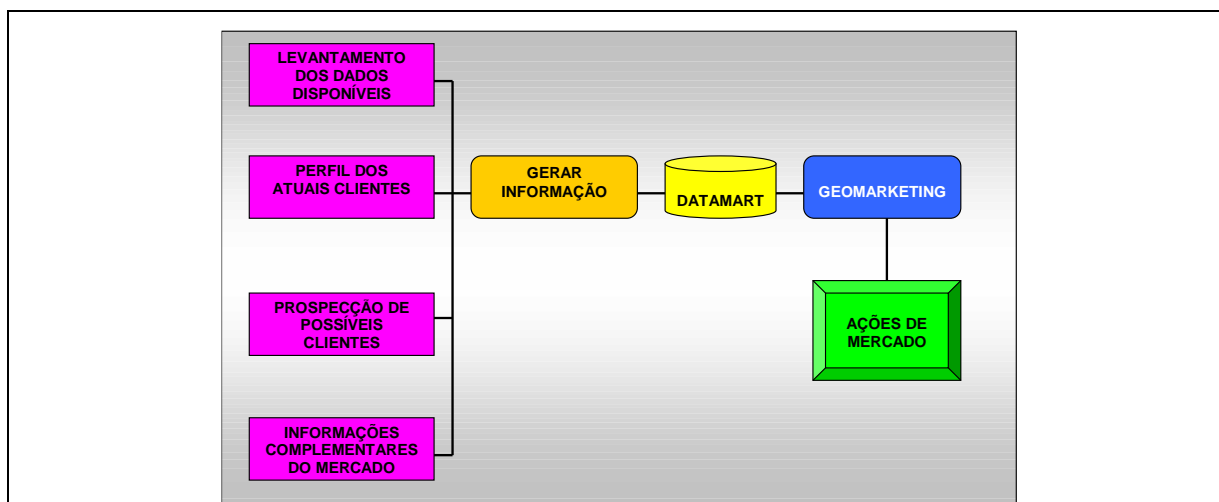 LEVANTAMENTO
DOS DADOS
DISPONÍVEIS
PERFIL DOS
ATUAIS CLIENTES
GERAR
INFORMAÇÃO
DATAMART
GEOMARKETING
PROSPECÇÃO DE
POSSÍVEIS
CLIENTES
AÇÕES DE
MERCADO
INFORMAÇÕES
COMPLEMENTARES
DO MERCADO